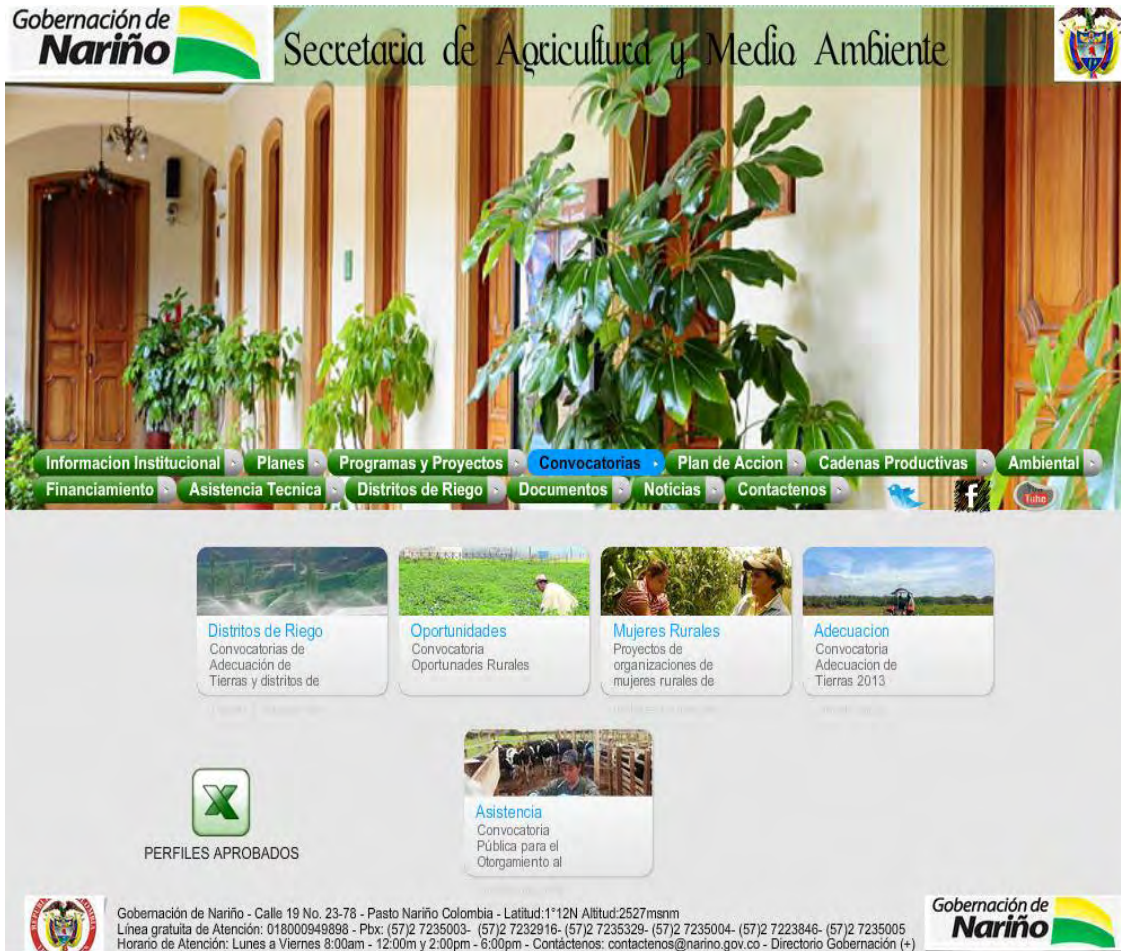 Gobernación de
Nariño
Secretaria de Agricultura y Medio Ambiente
Informacion Institucional Planes Programas y Proyectos Convocatorias Plan de Accion Cadenas Productivas Ambiental
Financiamiento Asistencia Tecnica Distritos de Riego Documentos Noticias Contactenos
f
Tube
Distritos de Riego
Convocatorias de
Adecuación de
Tierras y distritos de
Oportunidades
Convocatoria
Oportunades Rurales
Mujeres Rurales
Proyectos de
organizaciones de
mujeres rurales de
Adecuacion
Convocatoria
Adecuacion de
Tierras 2013
Asistencia
Convocatoria
Pública para el
Otorgamiento al
X
PERFILES APROBADOS
Gobernación de Nariño - Calle 19 No. 23-78 - Pasto Nariño Colombia - Latitud:1°12N Altitud:2527msnm
Línea gratuita de Atención: 018000949898 - Pbx: (57)2 7235003- (57)2 7232916- (57)2 7235329- (57)2 7235004- (57)2 7223846- (57)2 7235005
Horario de Atención: Lunes a Viernes 8:00am - 12:00m y 2:00pm - 6:00pm - Contáctenos: contactenos@narino.gov.co - Directorio Gobernación (+)
Gobernación de
Nariño